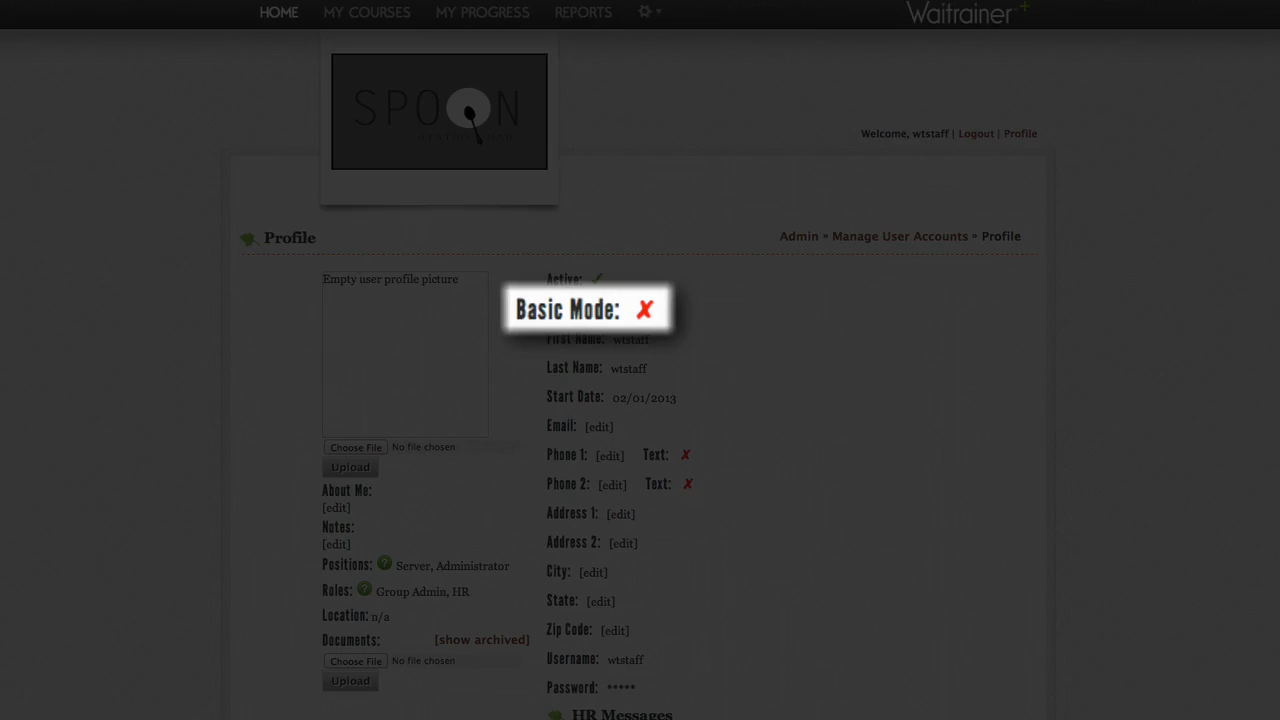 HOME MY COURSES MY PROGRESS REPORTS
Waitrainer+
SPOON
Welcome, wtstaff | Logout | Profile
Profile
Admin » Manage User Accounts » Profile
Empty user profile picture
Choose File No file chosen
Upload
About Me:
[edit]
Notes:
[edit]
Positions: ? Server, Administrator
Roles: ? Group Admin, HR
Location: n/a
Documents: [show archived]
Choose File No file chosen
Upload
Active: ✓
Basic Mode: ✗
First Name: wtstaff
Last Name: wtstaff
Start Date: 02/01/2013
Email: [edit]
Phone 1: [edit] Text: ✗
Phone 2: [edit] Text: ✗
Address 1: [edit]
Address 2: [edit]
City: [edit]
State: [edit]
Zip Code: [edit]
Username: wtstaff
Password: •••••
HR Messages